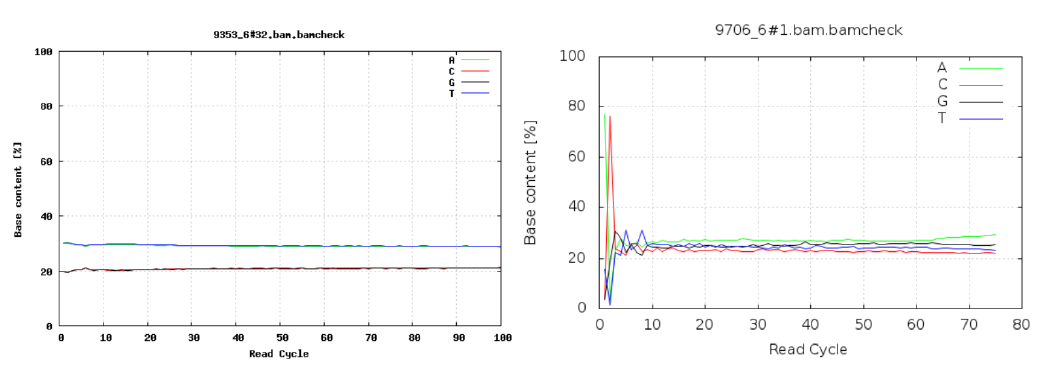 9353_6#32.bam.bamcheck
100
80
60
40
20
0
Base content [%]
A
C
G
T
0 10 20 30 40 50 60 70 80 90 100
Read Cycle
9706_6#1.bam.bamcheck
100
80
60
40
20
0
Base content [%]
A
C
G
T
0 10 20 30 40 50 60 70 80
Read Cycle